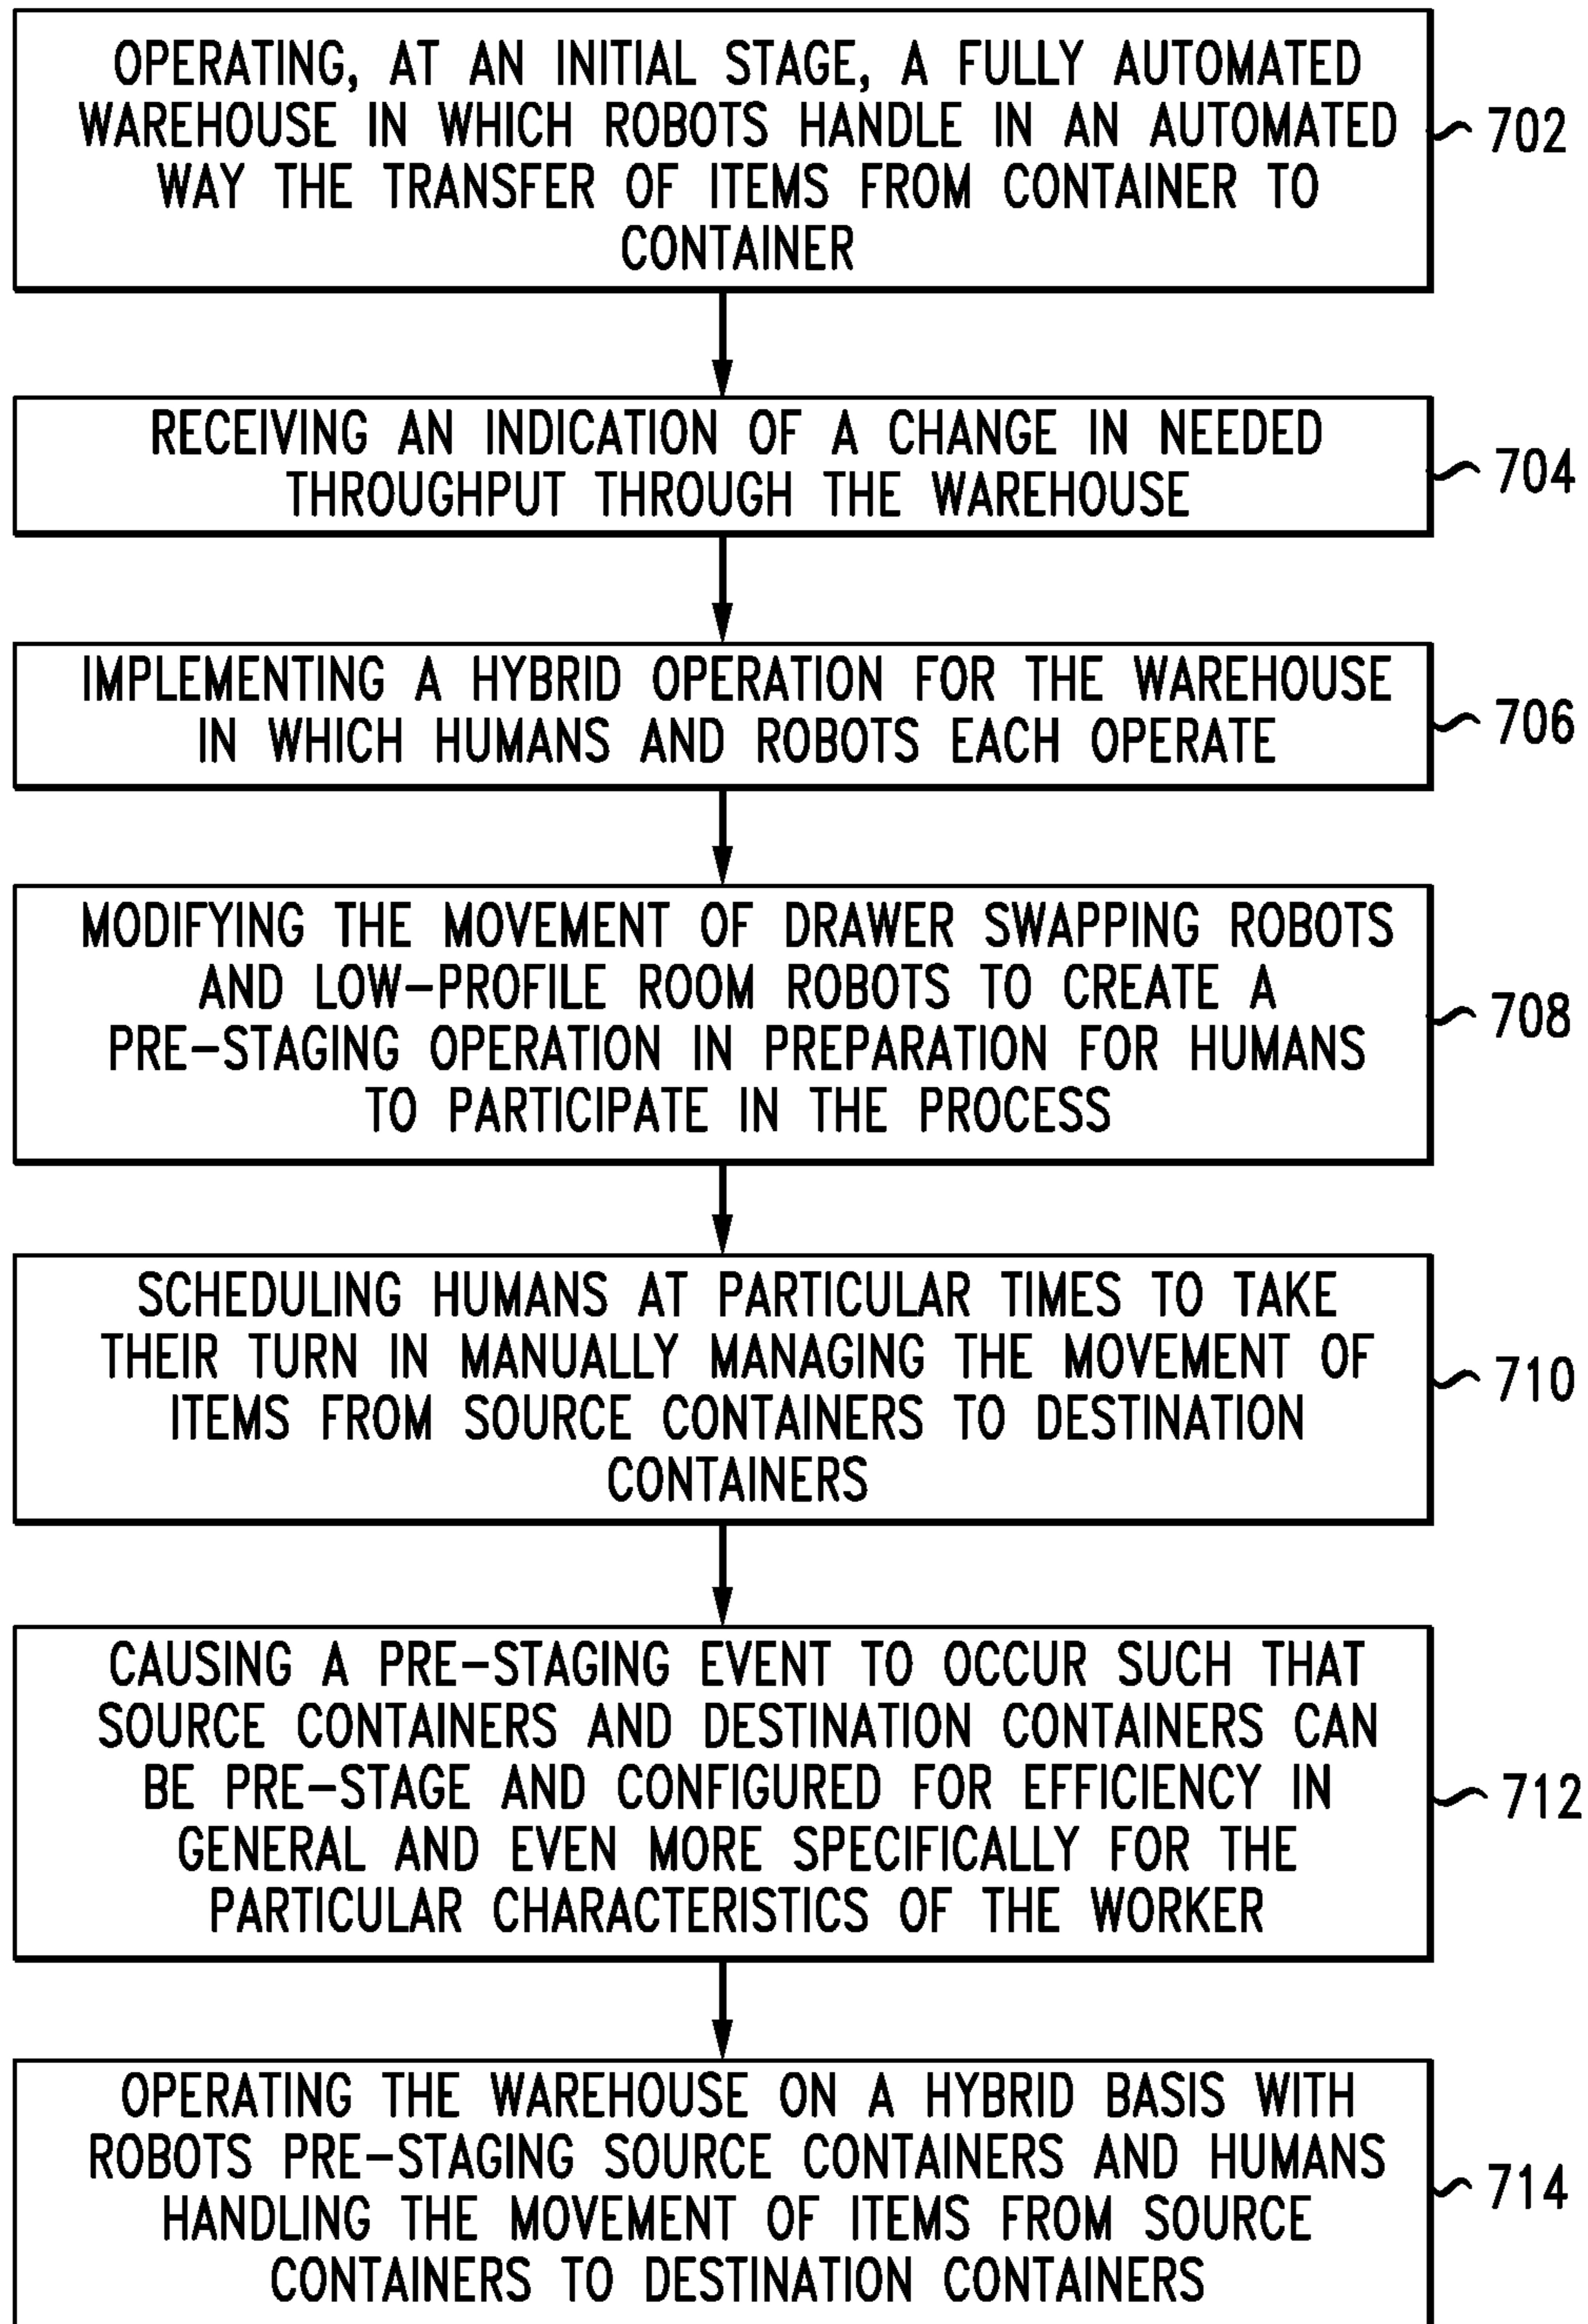 OPERATING, AT AN INITIAL STAGE, A FULLY AUTOMATED
WAREHOUSE IN WHICH ROBOTS HANDLE IN AN AUTOMATED
WAY THE TRANSFER OF ITEMS FROM CONTAINER TO
CONTAINER
702
RECEIVING AN INDICATION OF A CHANGE IN NEEDED
THROUGHPUT THROUGH THE WAREHOUSE
704
IMPLEMENTING A HYBRID OPERATION FOR THE WAREHOUSE
IN WHICH HUMANS AND ROBOTS EACH OPERATE
706
MODIFYING THE MOVEMENT OF DRAWER SWAPPING ROBOTS
AND LOW-PROFILE ROOM ROBOTS TO CREATE A
PRE-STAGING OPERATION IN PREPARATION FOR HUMANS
TO PARTICIPATE IN THE PROCESS
708
SCHEDULING HUMANS AT PARTICULAR TIMES TO TAKE
THEIR TURN IN MANUALLY MANAGING THE MOVEMENT OF
ITEMS FROM SOURCE CONTAINERS TO DESTINATION
CONTAINERS
710
CAUSING A PRE-STAGING EVENT TO OCCUR SUCH THAT
SOURCE CONTAINERS AND DESTINATION CONTAINERS CAN
BE PRE-STAGE AND CONFIGURED FOR EFFICIENCY IN
GENERAL AND EVEN MORE SPECIFICALLY FOR THE
PARTICULAR CHARACTERISTICS OF THE WORKER
712
OPERATING THE WAREHOUSE ON A HYBRID BASIS WITH
ROBOTS PRE-STAGING SOURCE CONTAINERS AND HUMANS
HANDLING THE MOVEMENT OF ITEMS FROM SOURCE
CONTAINERS TO DESTINATION CONTAINERS
714